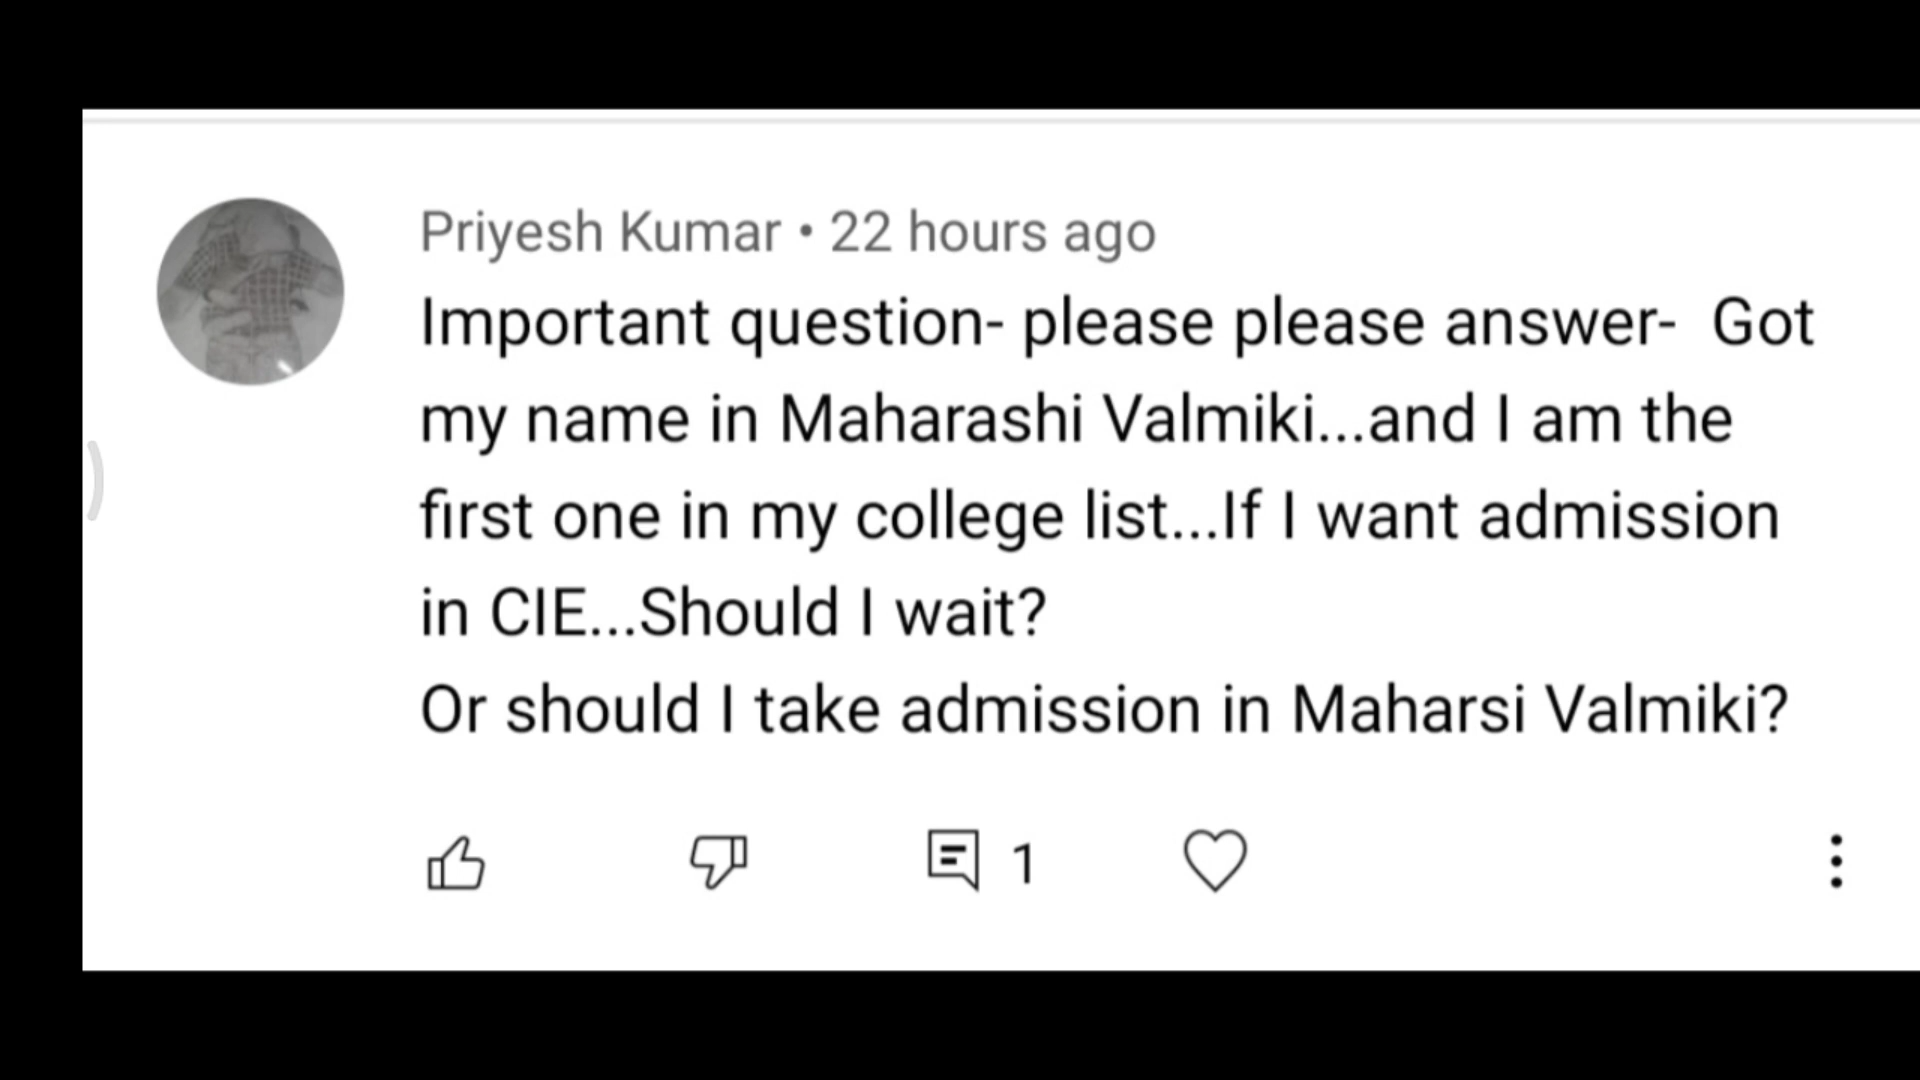 Priyesh Kumar • 22 hours ago
Important question- please please answer-  Got
my name in Maharashi Valmiki...and I am the
first one in my college list...If I want admission
in CIE...Should I wait?
Or should I take admission in Maharsi Valmiki?
1